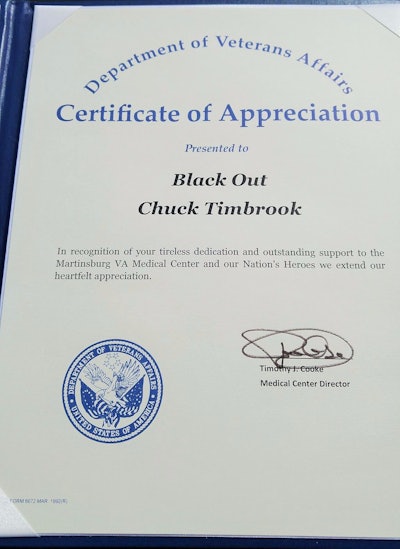 Department of Veterans Affairs
Certificate of Appreciation
Presented to
Black Out
Chuck Timbrook
In recognition of your tireless dedication and outstanding support to the
Martinsburg VA Medical Center and our Nation's Heroes we extend our
heartfelt appreciation.
Timothy J. Cooke
Medical Center Director
DEPARTMENT OF VETERANS AFFAIRS
UNITED STATES OF AMERICA